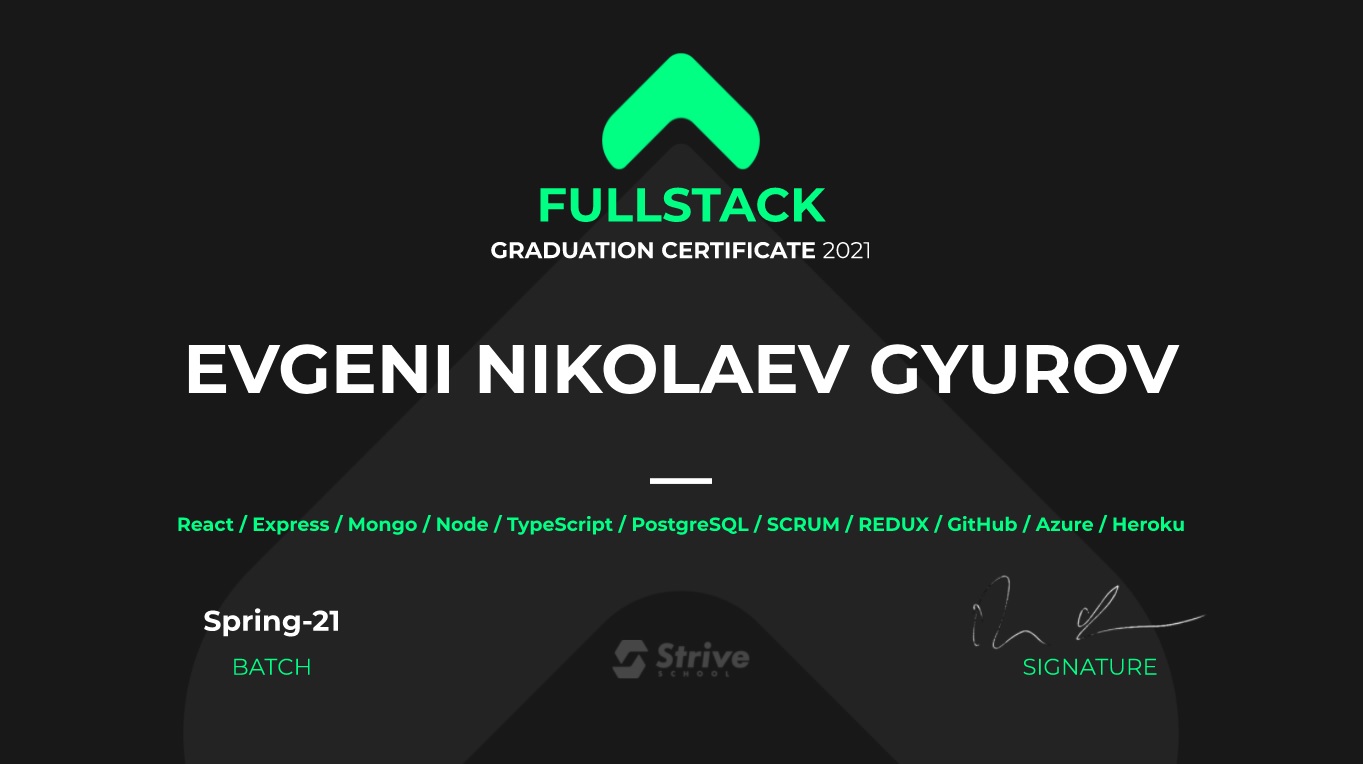 FULLSTACK
GRADUATION CERTIFICATE 2021
EVGENI NIKOLAEV GYUROV
React / Express / Mongo / Node / TypeScript / PostgreSQL / SCRUM / REDUX / GitHub / Azure / Heroku
Spring-21
BATCH
Strive
SCHOOL
SIGNATURE